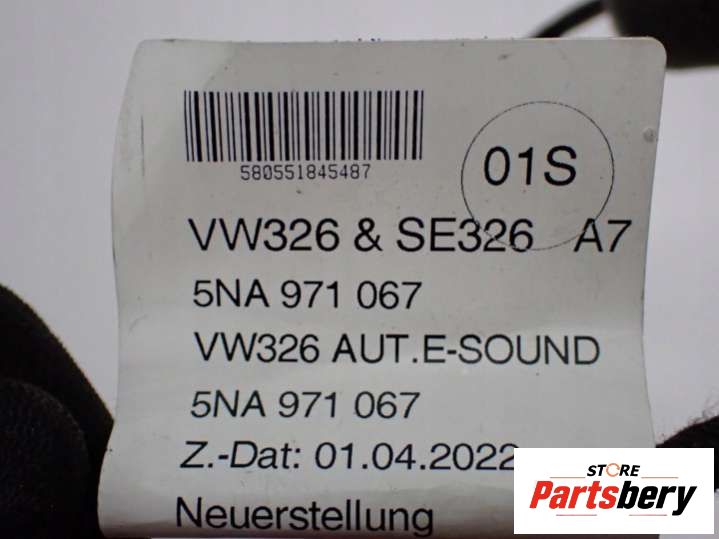 580551845487
01S
VW326 & SE326 A7
5NA 971 067
VW326 AUT.E-SOUND
5NA 971 067
Z.-Dat: 01.04.2022
Neuerstellung
STORE
Partsbery